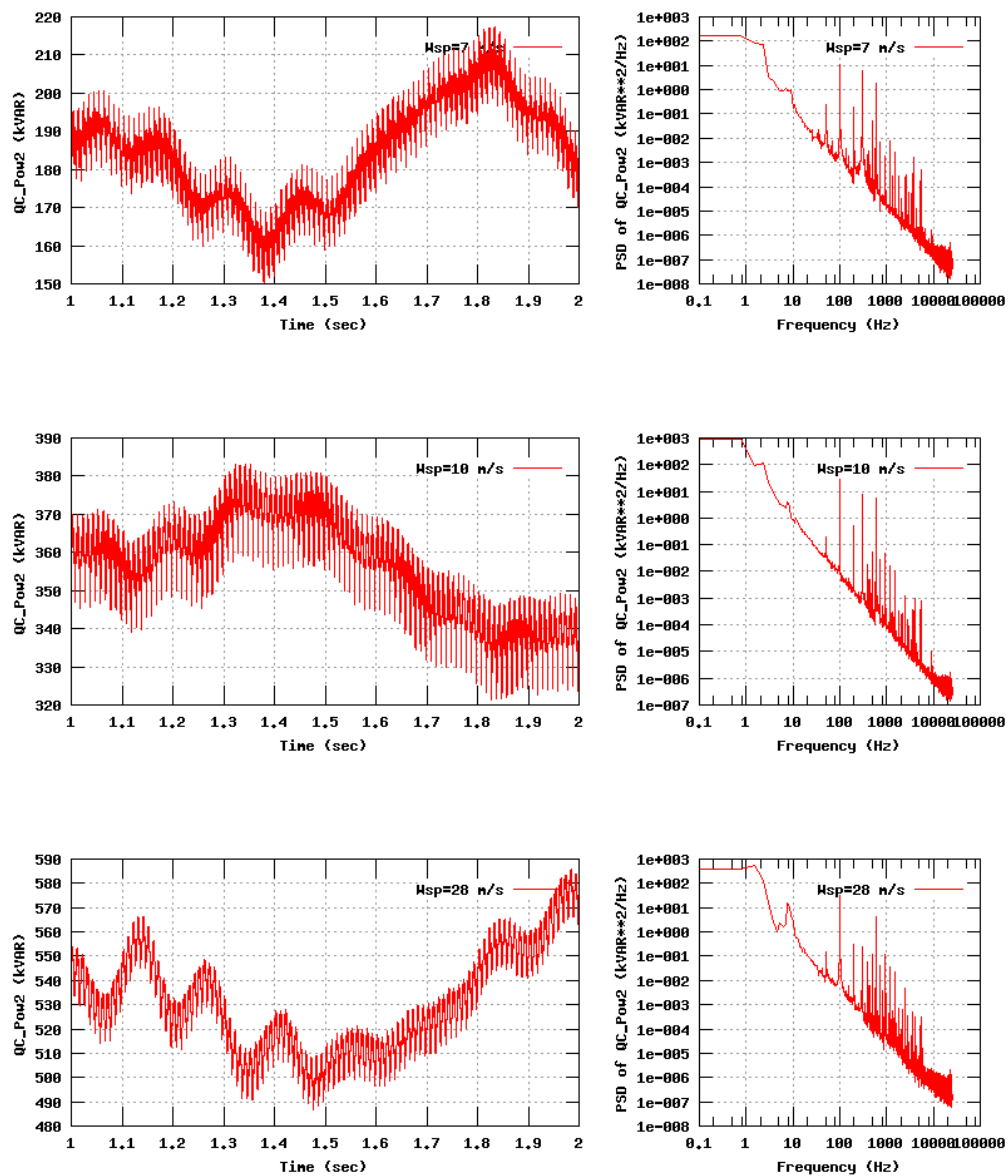 220
210
200
190
180
170
160
150
QC_Pow2 (kVAR)
1 1.1 1.2 1.3 1.4 1.5 1.6 1.7 1.8 1.9 2
Time (sec)
Wsp=7 m/s
1e+003
1e+002
1e+001
1e+000
1e-001
1e-002
1e-003
1e-004
1e-005
1e-006
1e-007
1e-008
PSD of QC_Pow2 (kVAR**2/Hz)
0.1 1 10 100 1000 10000 100000
Frequency (Hz)
Wsp=7 m/s
390
380
370
360
350
340
330
320
QC_Pow2 (kVAR)
1 1.1 1.2 1.3 1.4 1.5 1.6 1.7 1.8 1.9 2
Time (sec)
Wsp=10 m/s
1e+003
1e+002
1e+001
1e+000
1e-001
1e-002
1e-003
1e-004
1e-005
1e-006
1e-007
PSD of QC_Pow2 (kVAR**2/Hz)
0.1 1 10 100 1000 10000 100000
Frequency (Hz)
Wsp=10 m/s
590
580
570
560
550
540
530
520
510
500
490
480
QC_Pow2 (kVAR)
1 1.1 1.2 1.3 1.4 1.5 1.6 1.7 1.8 1.9 2
Time (sec)
Wsp=28 m/s
1e+003
1e+002
1e+001
1e+000
1e-001
1e-002
1e-003
1e-004
1e-005
1e-006
1e-007
1e-008
PSD of QC_Pow2 (kVAR**2/Hz)
0.1 1 10 100 1000 10000 100000
Frequency (Hz)
Wsp=28 m/s